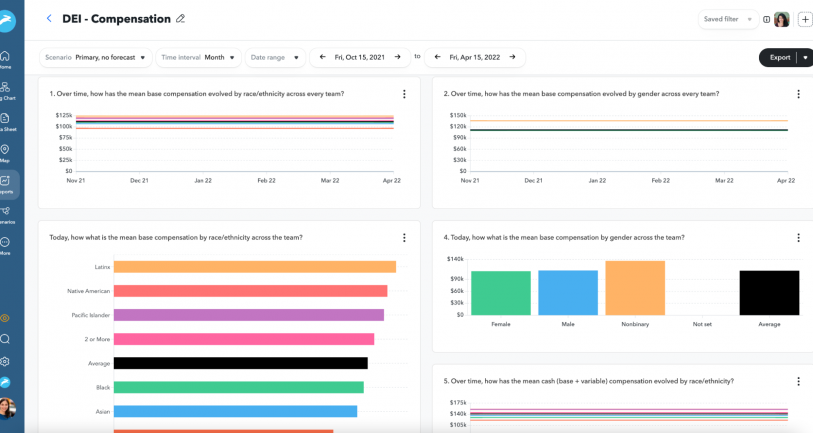 DEI - Compensation
Saved filter
Scenario Primary, no forecast
Time interval Month
Date range
Fri, Oct 15, 2021
to
Fri, Apr 15, 2022
Export
1. Over time, how has the mean base compensation evolved by race/ethnicity across every team?
$125k
$100k
$75k
$50k
$25k
$0
Nov 21 Dec 21 Jan 22 Feb 22 Mar 22 Apr 22
2. Over time, how has the mean base compensation evolved by gender across every team?
$150k
$120k
$90k
$60k
$30k
$0
Nov 21 Dec 21 Jan 22 Feb 22 Mar 22 Apr 22
Today, how what is the mean base compensation by race/ethnicity across the team?
Latinx
Native American
Pacific Islander
2 or More
Average
Black
Asian
4. Today, how what is the mean base compensation by gender across the team?
$140k
$90k
$60k
$30k
$0
Female Male Nonbinary Not set Average
5. Over time, how has the mean cash (base + variable) compensation evolved by race/ethnicity?
$175k
$140k
$105k
ome
g Chart
a Sheet
Map
ports
enarios
More